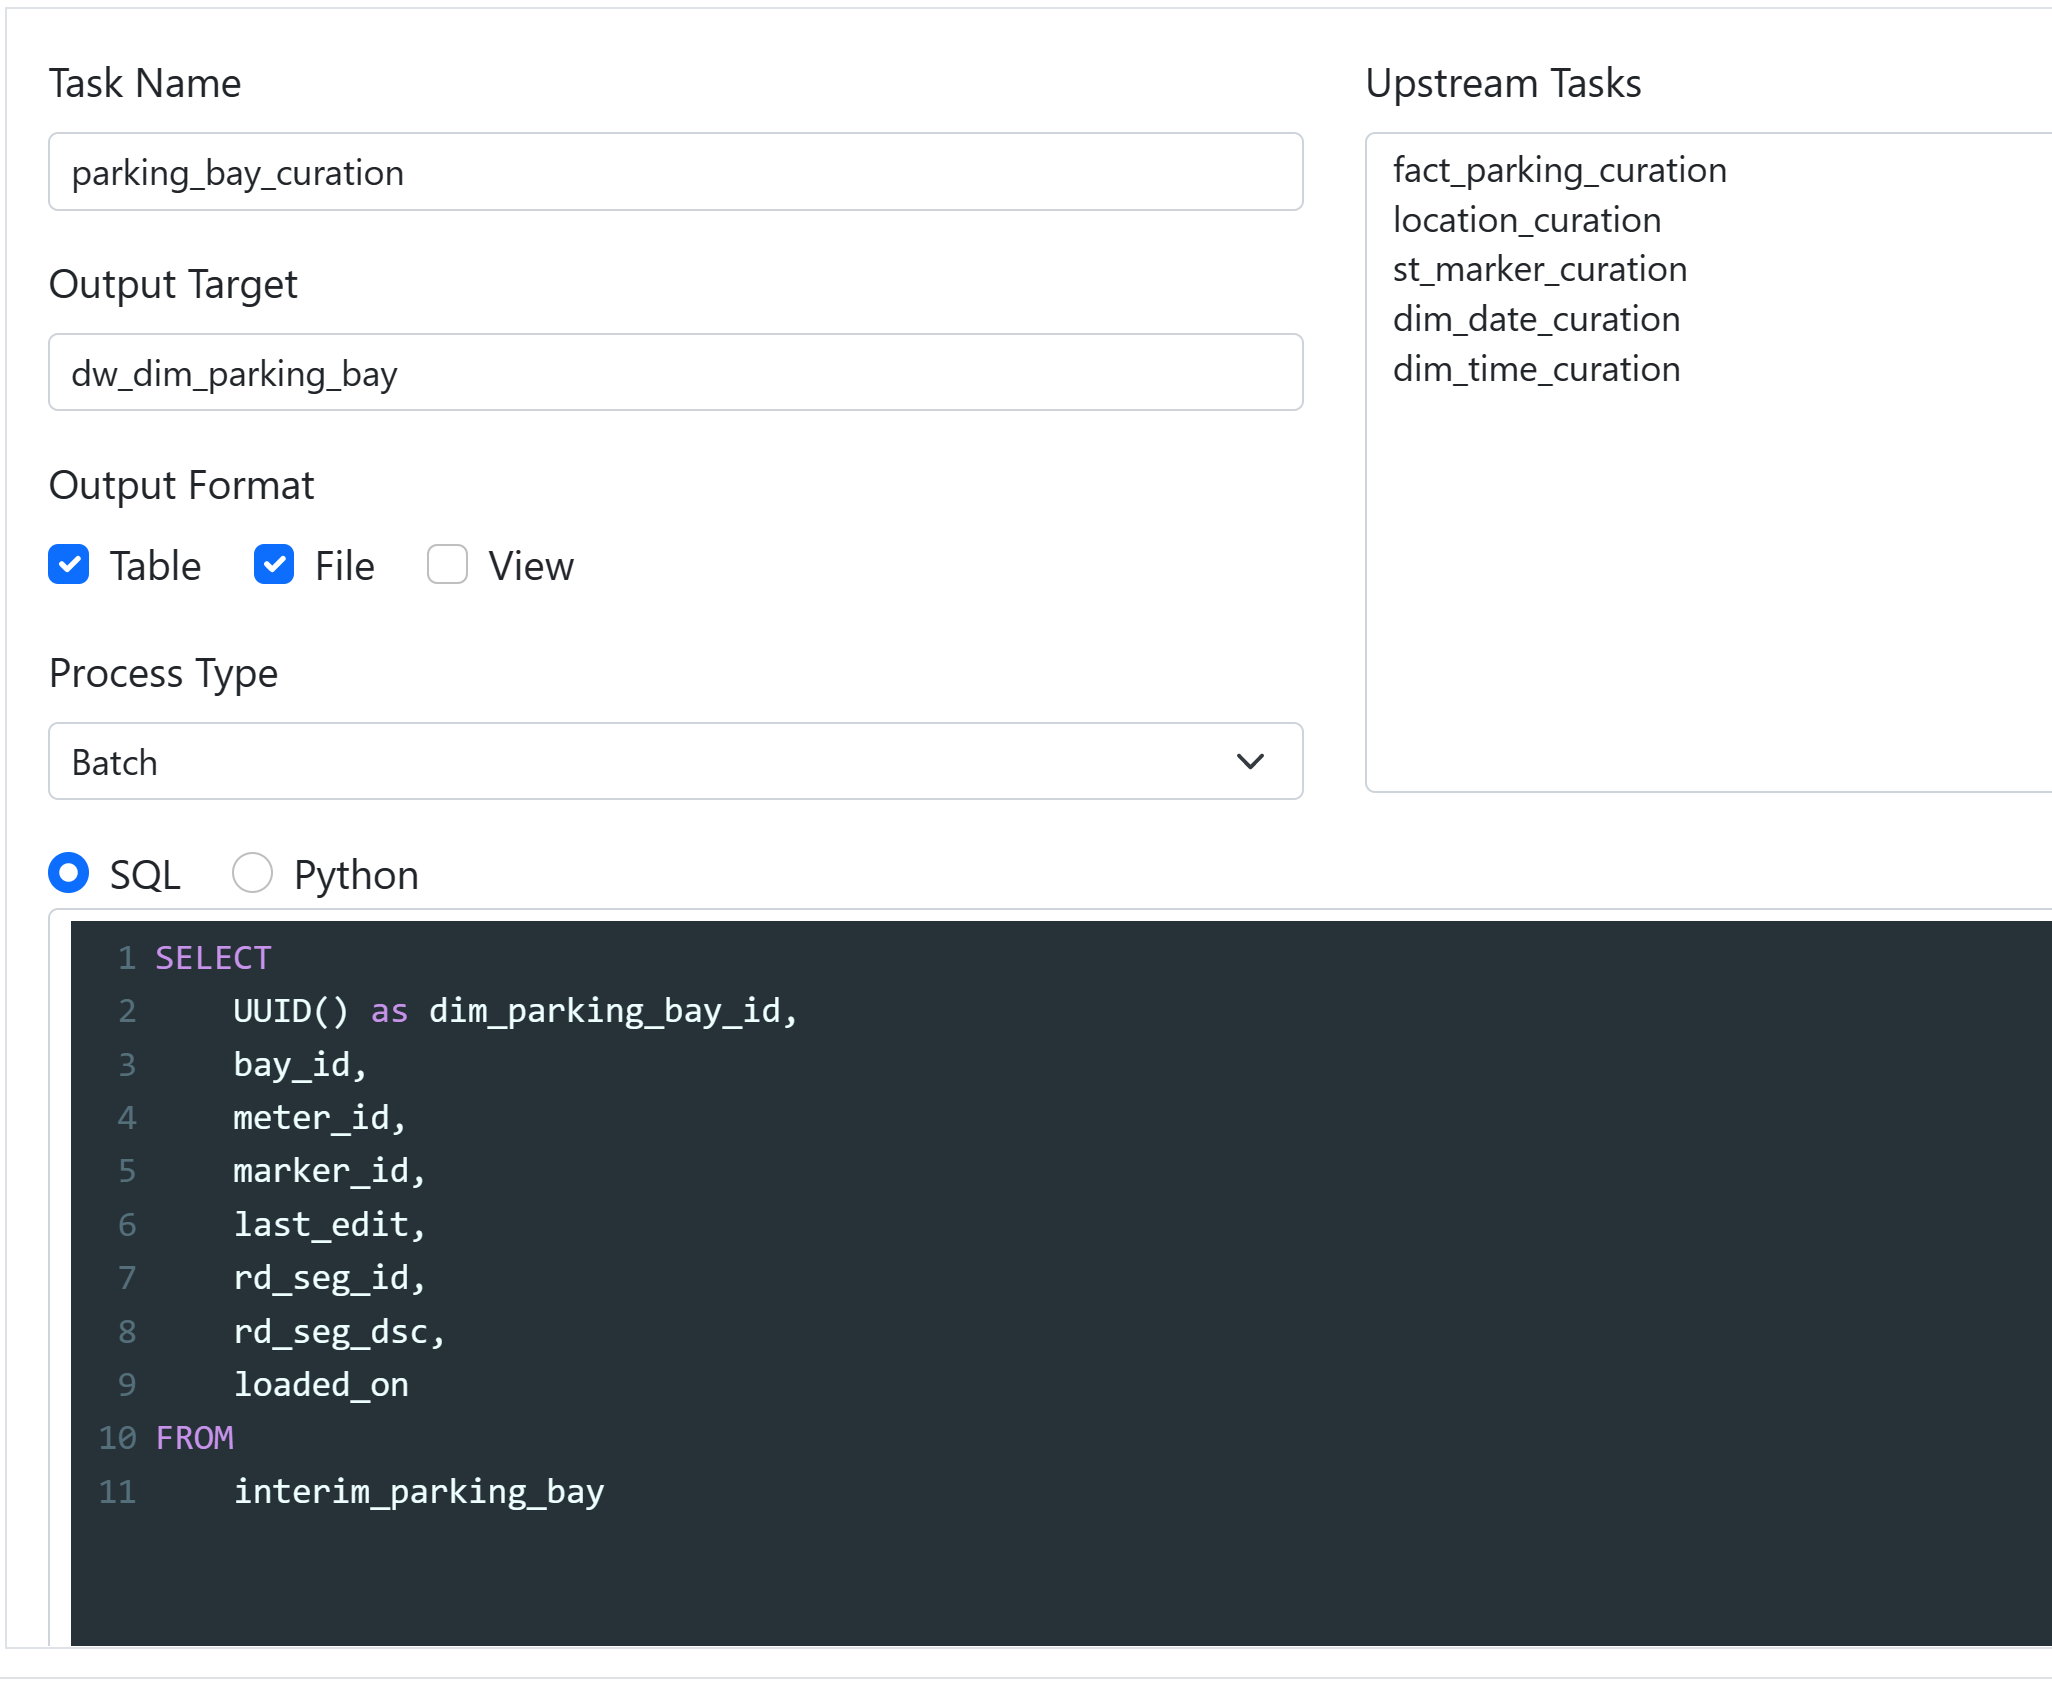 Task Name
parking_bay_curation
Output Target
dw_dim_parking_bay
Output Format
Table File View
Process Type
Batch
Upstream Tasks
fact_parking_curation
location_curation
st_marker_curation
dim_date_curation
dim_time_curation
SQL Python
1 SELECT
2     UUID() as dim_parking_bay_id,
3     bay_id,
4     meter_id,
5     marker_id,
6     last_edit,
7     rd_seg_id,
8     rd_seg_dsc,
9     loaded_on
10 FROM
11     interim_parking_bay